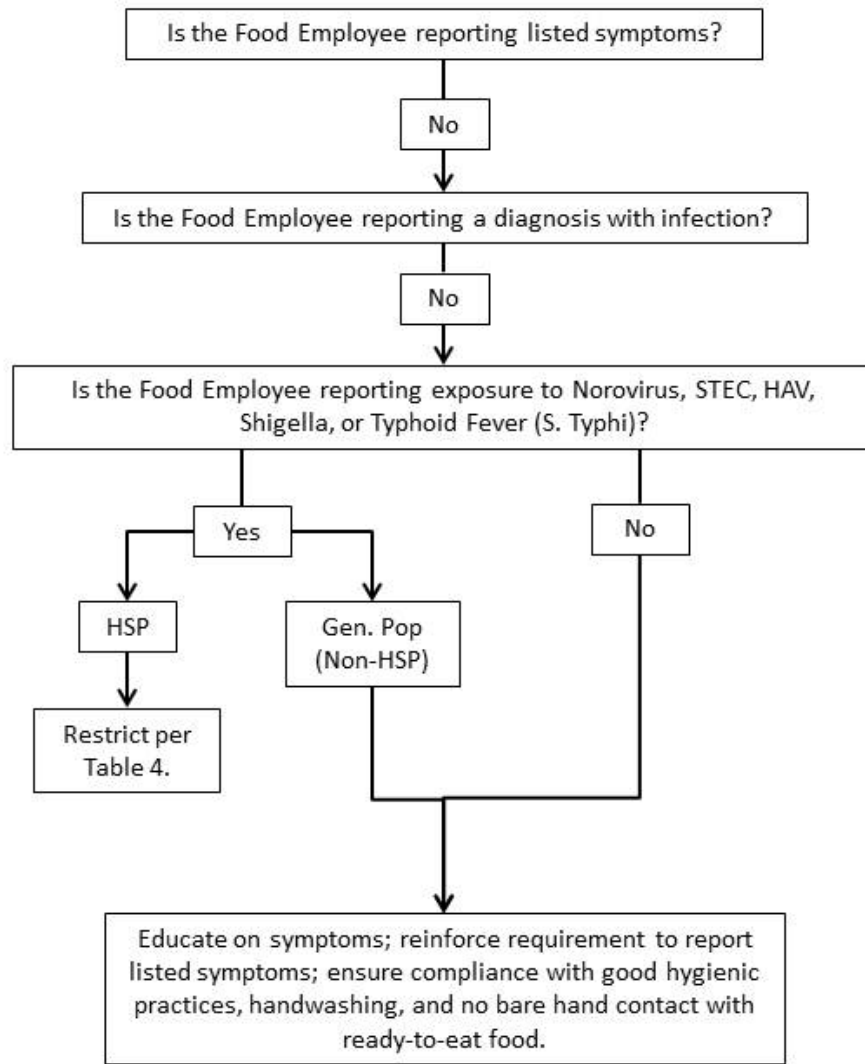 Is the Food Employee reporting listed symptoms?
No
Is the Food Employee reporting a diagnosis with infection?
No
Is the Food Employee reporting exposure to Norovirus, STEC, HAV,
Shigella, or Typhoid Fever (S. Typhi)?
Yes
No
HSP
Gen. Pop
(Non-HSP)
Restrict per
Table 4.
Educate on symptoms; reinforce requirement to report
listed symptoms; ensure compliance with good hygienic
practices, handwashing, and no bare hand contact with
ready-to-eat food.